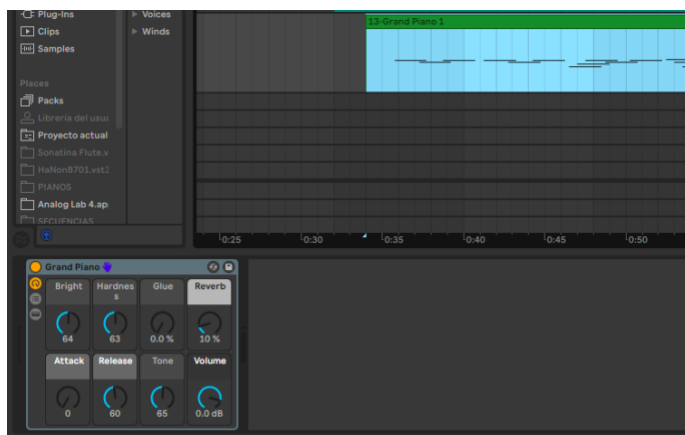 Plug-Ins
Clips
Samples
Places
Packs
Librería del usu
Proyecto actual
Sonatina Flute.v
HaNon8701.vst3
PIANOS
Analog Lab 4.ap
SECUENCIAS
Voices
Winds
13-Grand Piano 1
0:25 0:30 0:35 0:40 0:45 0:50
Grand Piano
Bright Hardnes Glue Reverb
s
64 63 0.0 % 10 %
Attack Release Tone Volume
0 60 65 0.0 dB